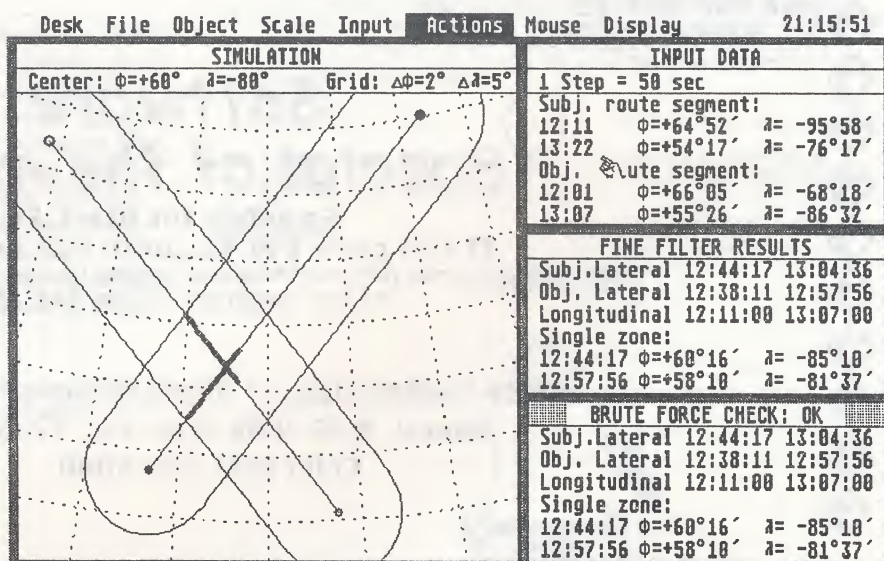 Desk File Object Scale Input Actions Mouse Display 21:15:51
SIMULATION
Center: ϕ=+60° λ=-80° Grid: △ϕ=2° △λ=5°
INPUT DATA
1 Step = 50 sec
Subj. route segment:
12:11 ϕ=+64°52´ λ= -95°58´
13:22 ϕ=+54°17´ λ= -76°17´
Obj. segment:
12:01 ϕ=+66°05´ λ= -68°18´
13:07 ϕ=+55°26´ λ= -86°32
FINE FILTER RESULTS
Subj.Lateral 12:44:17 13:04:36
Obj. Lateral 12:38:11 12:57:56
Longitudinal 12:11:00 13:07:00
Single zone:
12:44:17 ϕ=+60°16´ λ= -85°10´
12:57:56 ϕ=+58°10´ λ= -81°37´
BRUTE FORCE CHECK: OK
Subj.Lateral 12:44:17 13:04:36
Obj. Lateral 12:38:11 12:57:56
Longitudinal 12:11:00 13:07:00
Single zone:
12:44:17 ϕ=+60°16´ λ= -85°10´
12:57:56 ϕ=+58°10´ λ= -81°37´